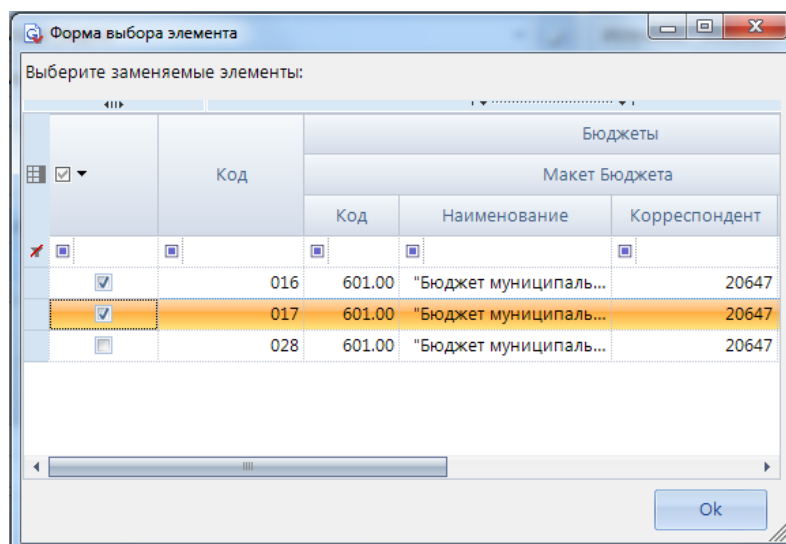 Форма выбора элемента
Выберите заменяемые элементы:
Бюджеты
Код
Макет Бюджета
Код Наименование Корреспондент
016 601.00 "Бюджет муниципаль... 20647
017 601.00 "Бюджет муниципаль... 20647
028 601.00 "Бюджет муниципаль... 20647
Ok